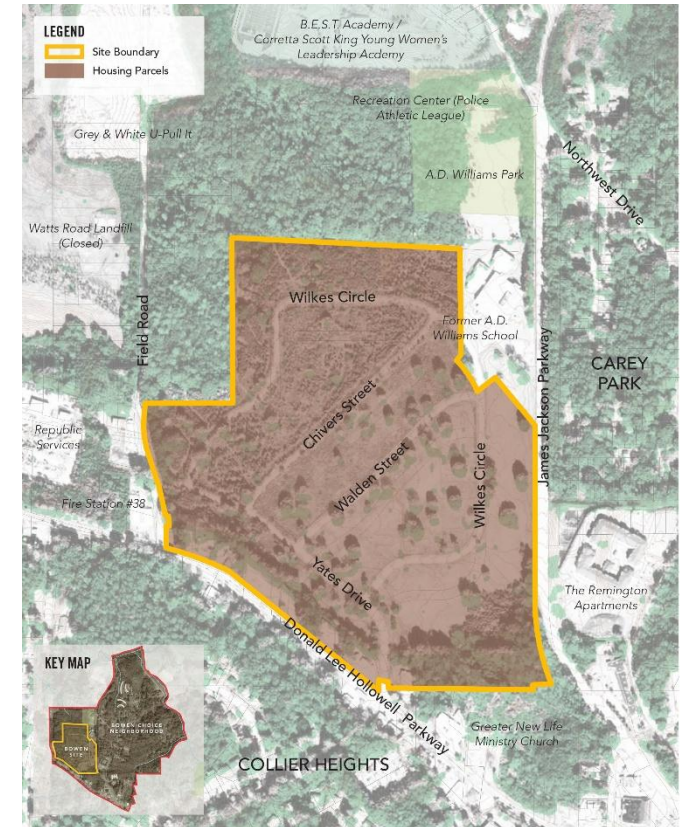 LEGEND
Site Boundary
Housing Parcels
B.E.S.T Academy /
Corretta Scott King Young Women's
Leadership Acdemy
Recreation Center (Police
Athletic League)
Grey & White U-Pull It
A.D. Williams Park
Northwest Drive
Watts Road Landfill
(Closed)
Field Road
Wilkes Circle
Former A.D.
Williams School
James Jackson Parkway
CAREY
PARK
Chivers Street
Republic
Services
Walden Street
Wilkes Circle
Fire Station #38
Yates Drive
The Remington
Apartments
Donald Lee Hollowell Parkway
Greater New Life
Ministry Church
COLLIER HEIGHTS
KEY MAP
BOWEN CHOICE
NEIGHBORHOOD
BOWEN
SITE